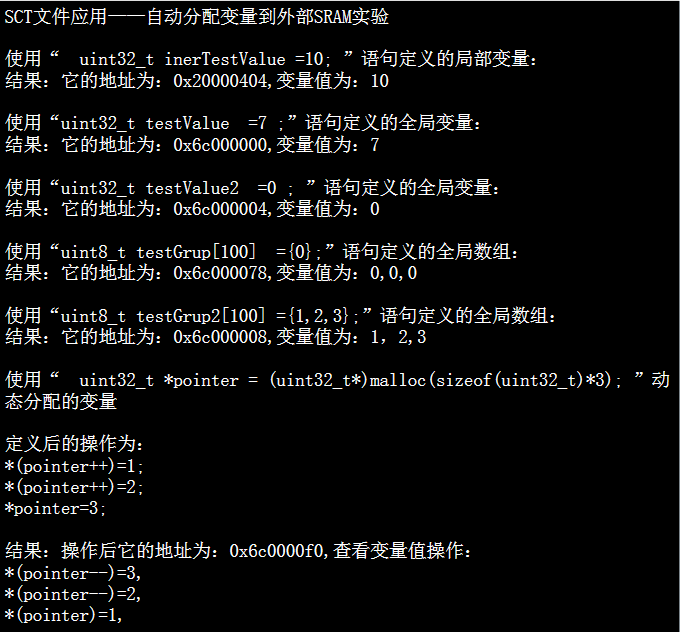 SCT文件应用——自动分配变量到外部SRAM实验
使用“  uint32_t inerTestValue =10; ”语句定义的局部变量:
结果: 它的地址为: 0x20000404,变量值为: 10
使用“uint32_t testValue  =7 ;”语句定义的全局变量:
结果: 它的地址为: 0x6c000000,变量值为: 7
使用“uint32_t testValue2  =0 ; ”语句定义的全局变量:
结果: 它的地址为: 0x6c000004,变量值为: 0
使用“uint8_t testGrup[100]  ={0};”语句定义的全局数组:
结果: 它的地址为: 0x6c000078,变量值为: 0,0,0
使用“uint8_t testGrup2[100] ={1,2,3};”语句定义的全局数组:
结果: 它的地址为: 0x6c000008,变量值为: 1，2,3
使用“  uint32_t *pointer = (uint32_t*)malloc(sizeof(uint32_t)*3); ”动
态分配的变量
定义后的操作为:
*(pointer++)=1;
*(pointer++)=2;
*pointer=3;
结果: 操作后它的地址为: 0x6c0000f0,查看变量值操作:
*(pointer--)=3,
*(pointer--)=2,
*(pointer)=1,